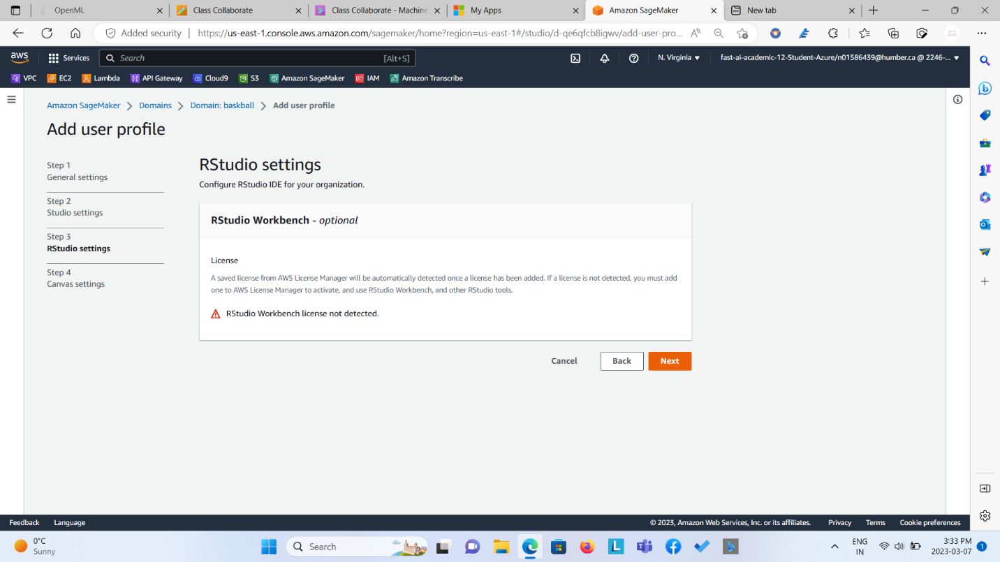 OpenML
Class Collaborate
Class Collaborate - Machine
My Apps
Amazon SageMaker
New tab
Added security
https://us-east-1.console.aws.amazon.com/sagemaker/home?region=us-east-1#/studio/d-qe6qfcb8igwv/add-user-pro...
aws
Services
Search
[Alt+S]
N. Virginia
fast-ai-academic-12-Student-Azure/n01586439@humber.ca @ 2246-...
VPC
EC2
Lambda
API Gateway
Cloud9
S3
Amazon SageMaker
IAM
Amazon Transcribe
Amazon SageMaker
Domains
Domain: baskball
Add user profile
Add user profile
Step 1
General settings
Step 2
Studio settings
Step 3
RStudio settings
Step 4
Canvas settings
RStudio settings
Configure RStudio IDE for your organization.
RStudio Workbench - optional
License
A saved license from AWS License Manager will be automatically detected once a license has been added. If a license is not detected, you must add
one to AWS License Manager to activate, and use RStudio Workbench, and other RStudio tools.
RStudio Workbench license not detected.
Cancel
Back
Next
Feedback
Language
© 2023, Amazon Web Services, Inc. or its affiliates.
Privacy
Terms
Cookie preferences
0°C
Sunny
Search
ENG
IN
3:33 PM
2023-03-07
1